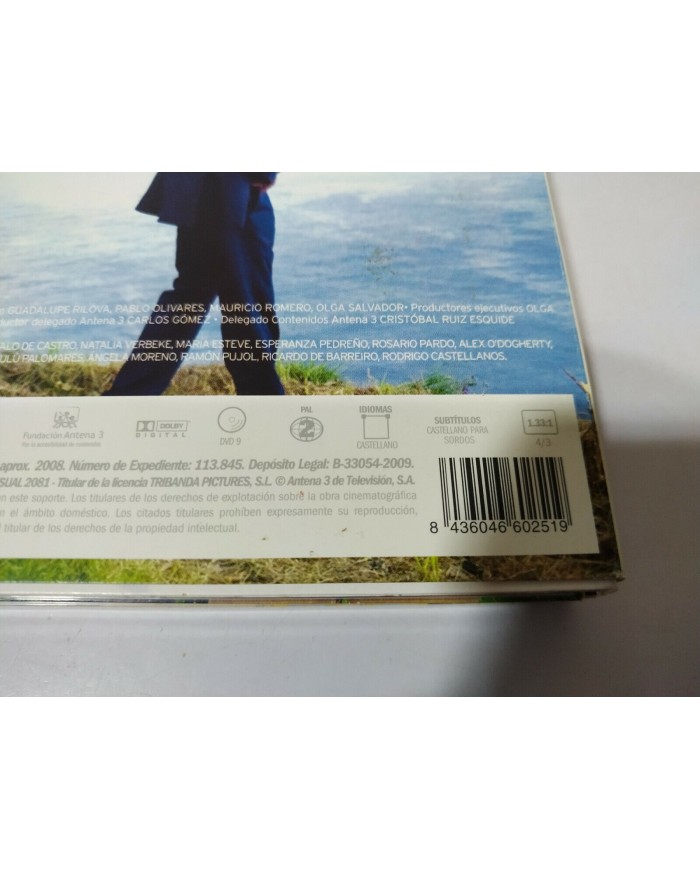 GUADALUPE RILOVA, PABLO OLIVARES, MAURICIO ROMERO, OLGA SALVADOR• Productores ejecutivos OLGA
delegado Antena 3 CARLOS GÓMEZ • Delegado Contenidos Antena 3 CRISTÓBAL RUIZ ESQUIDE
ALO DE CASTRO, NATALIA VERBEKE, MARÍA ESTEVE, ESPERANZA PEDREÑO, ROSARIO PARDO, ALEX O'DOGHERTY,
PALOMARES, ÁNGELA MORENO, RAMÓN PUJOL, RICARDO DE BARREIRO, RODRIGO CASTELLANOS.
Fundación Antena 3
DOLBY
DIGITAL
DVD 9
PAL
2
IDIOMAS
CASTELLANO
SUBTÍTULOS
CASTELLANO PARA
SORDOS
1.33:1
4/3
aprox. 2008. Número de Expediente: 113.845. Depósito Legal: B-33054-2009.
SUAL 2081 - Titular de la licencia TRIBANDA PICTURES, S.L. © Antena 3 de Televisión, S.A.
en este soporte. Los titulares de los derechos de explotación sobre la obra cinematográfica
en el ámbito doméstico. Los citados titulares prohíben expresamente su reproducción,
l titular de los derechos de la propiedad intelectual.
8 436046 602519